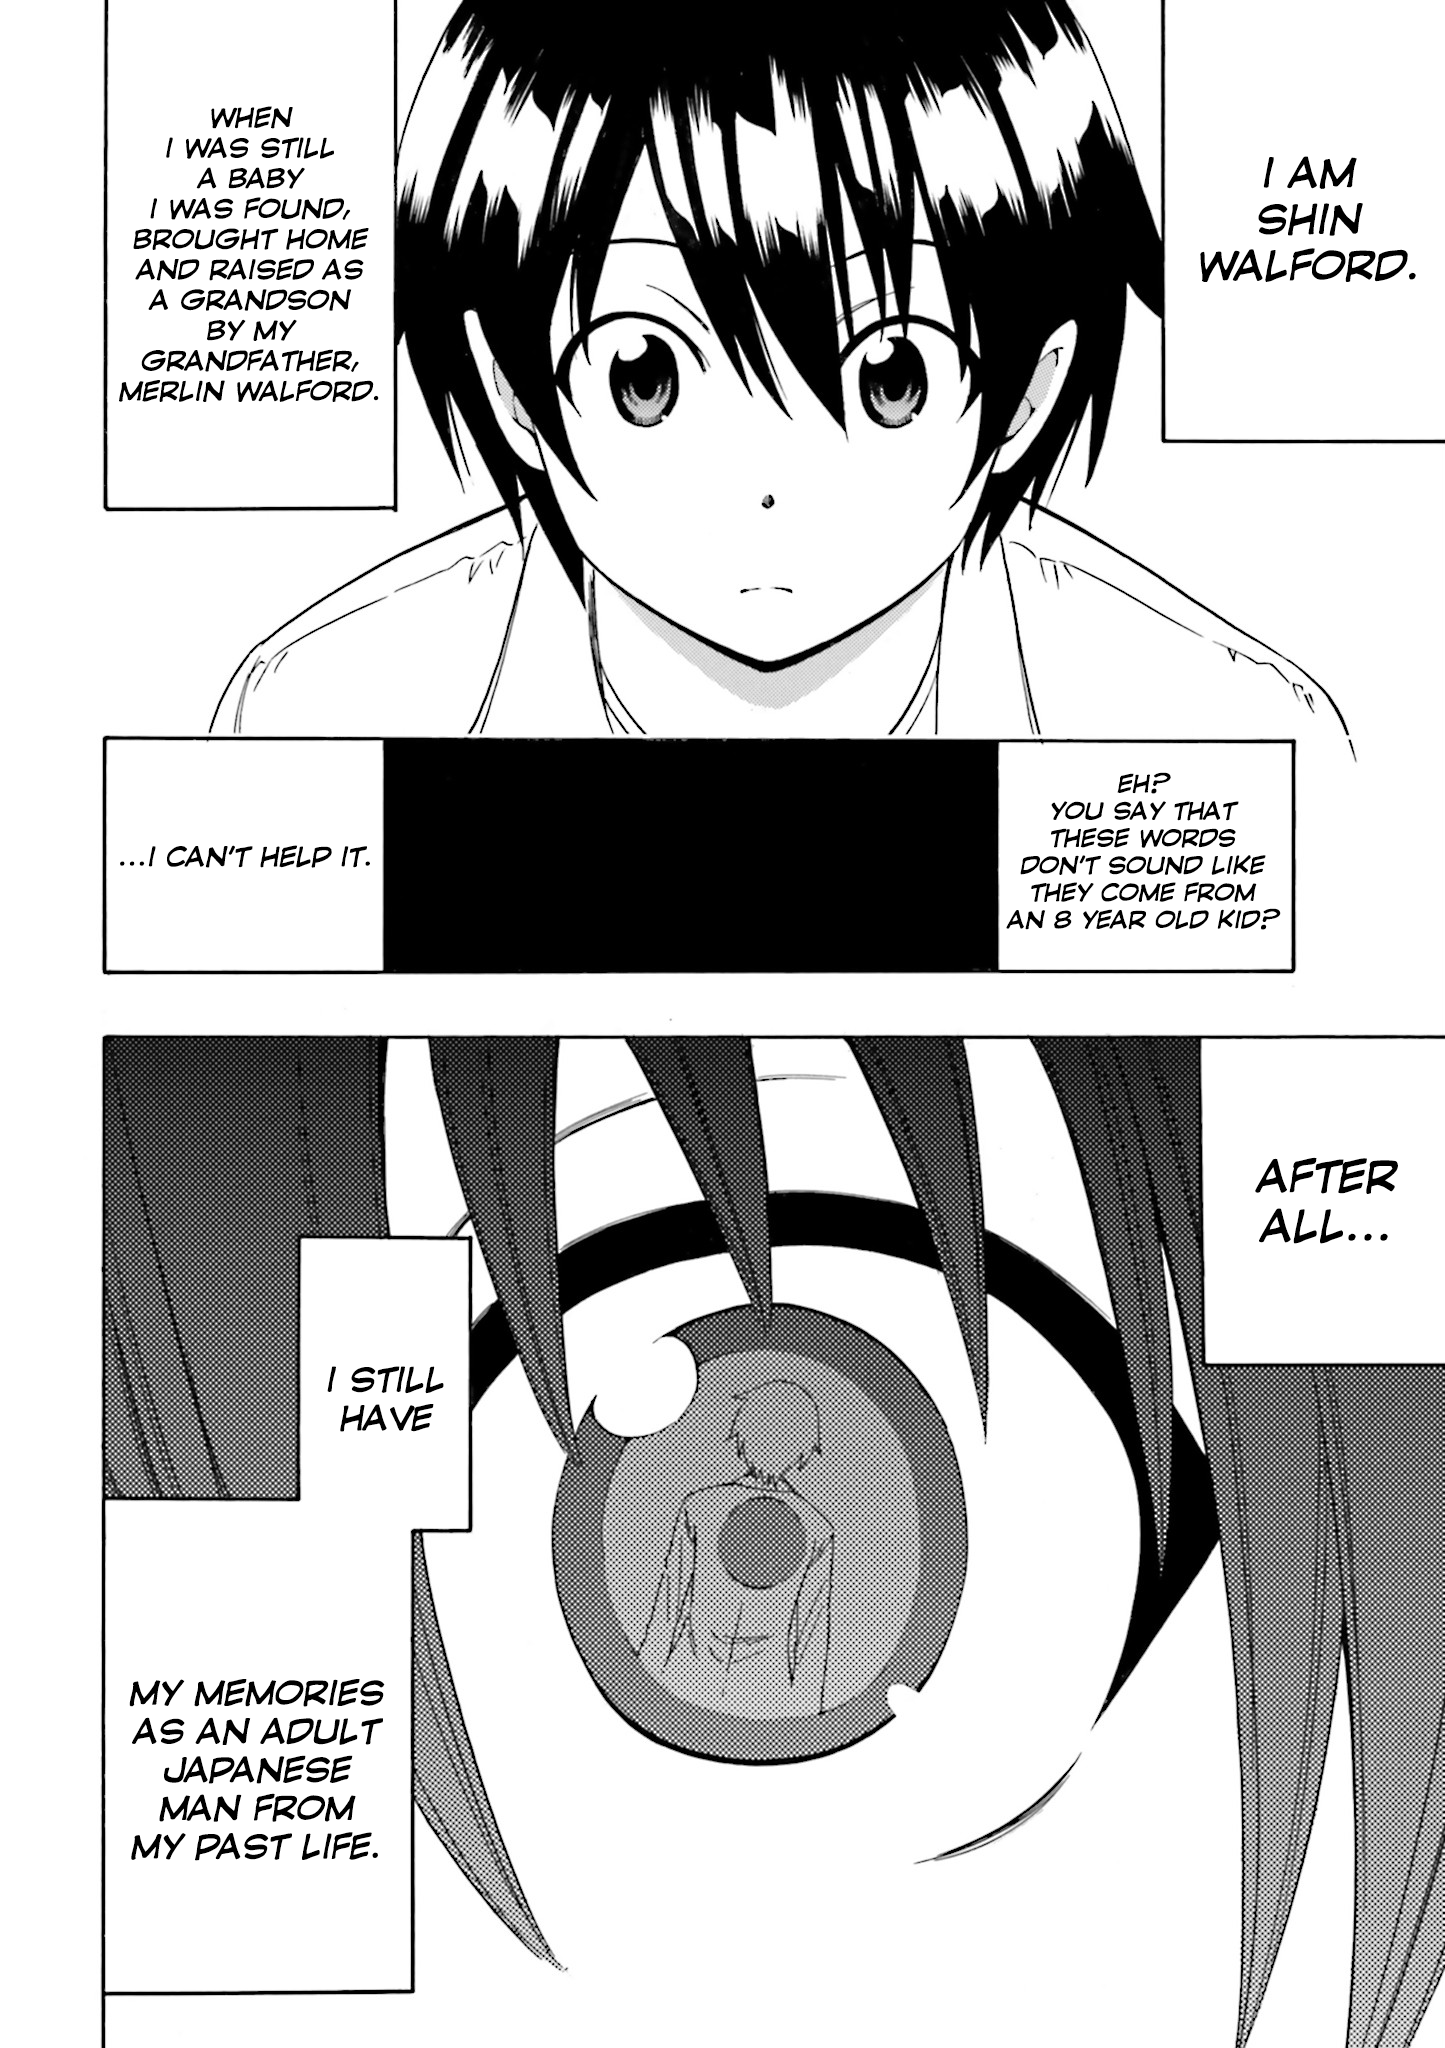 I AM
SHIN
WALFORD.
WHEN
I WAS STILL
A BABY
I WAS FOUND,
BROUGHT HOME
AND RAISED AS
A GRANDSON
BY MY
GRANDFATHER,
MERLIN WALFORD.
EH?
YOU SAY THAT
THESE WORDS
DON'T SOUND LIKE
THEY COME FROM
AN 8 YEAR OLD KID?
...I CAN'T HELP IT.
AFTER
ALL...
I STILL
HAVE
MY MEMORIES
AS AN ADULT
JAPANESE
MAN FROM
MY PAST LIFE.